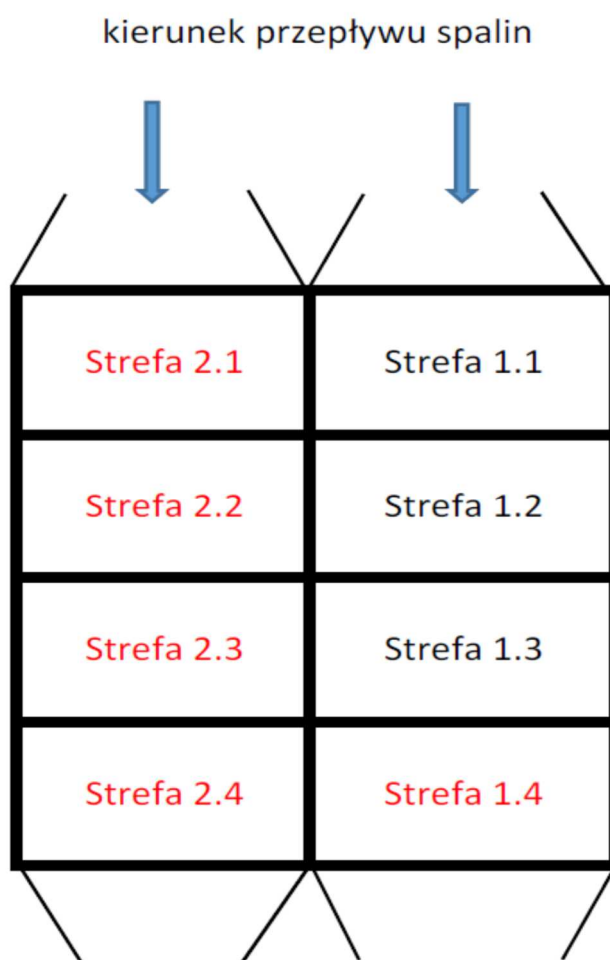 kierunek przepływu spalin
Strefa 2.1 Strefa 1.1
Strefa 2.2 Strefa 1.2
Strefa 2.3 Strefa 1.3
Strefa 2.4 Strefa 1.4